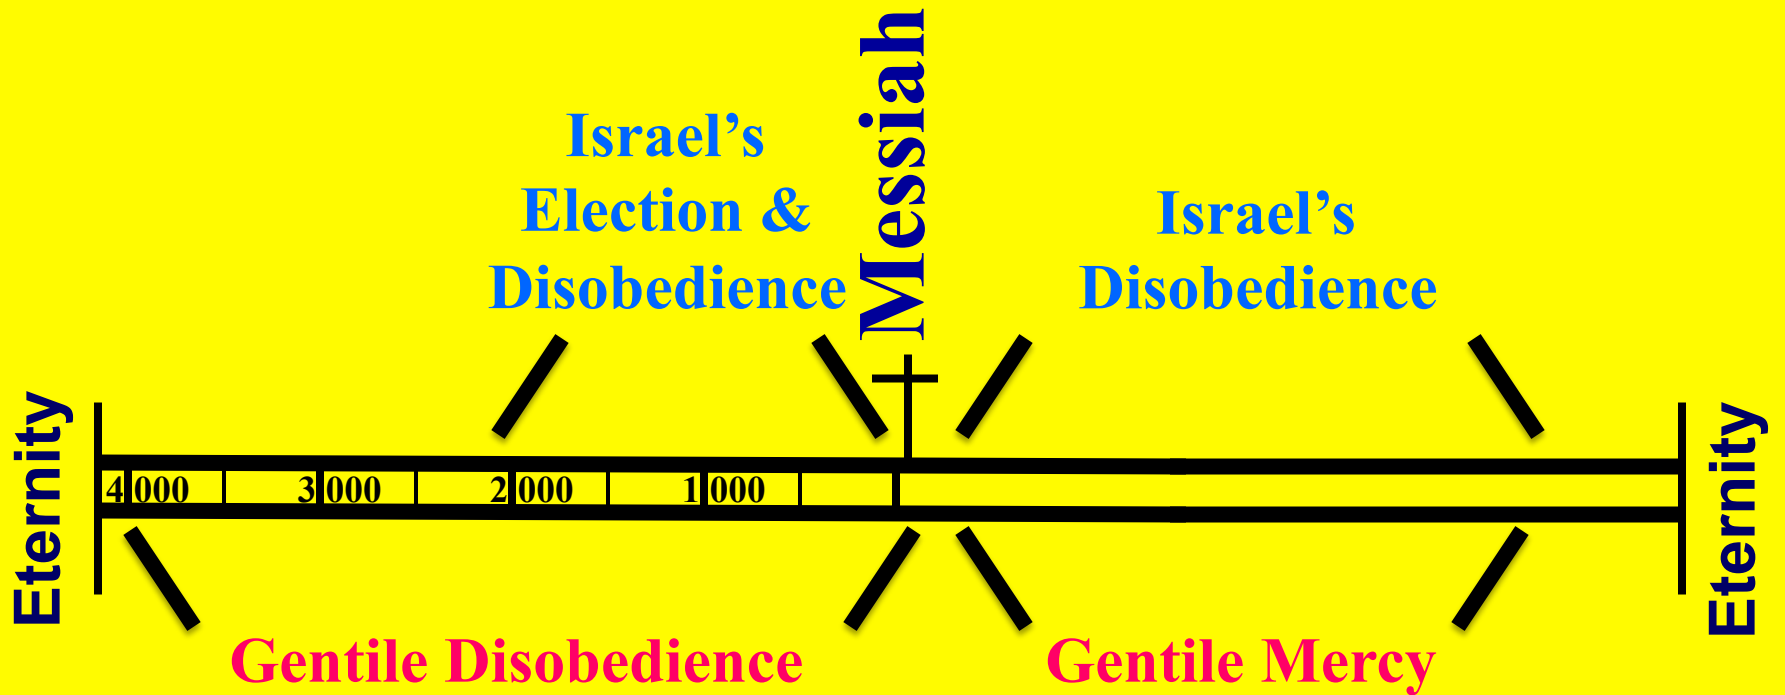 Messiah
Israel’s
Election &
Disobedience
Israel’s
Disobedience
Eternity
4 000
3 000
2 000
1 000
Eternity
Gentile Disobedience
Gentile Mercy